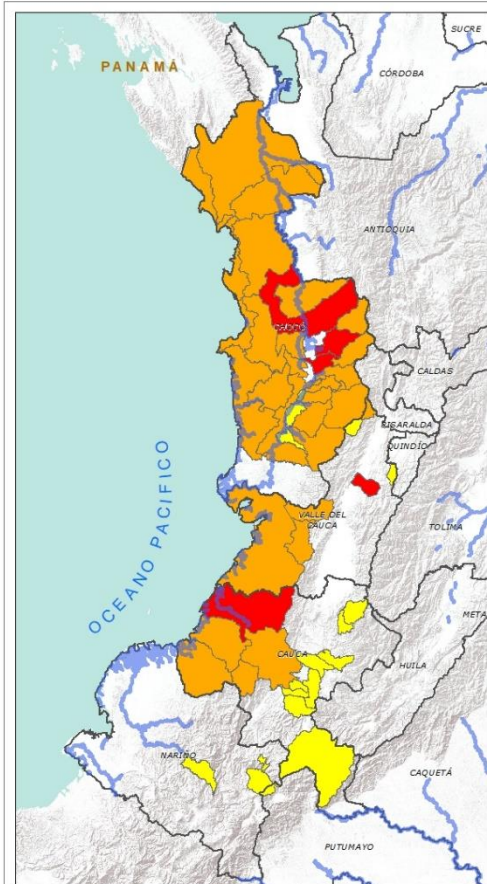 SUCRE
PANAMÁ
CÓRDOBA
ANTIOQUIA
CHOCÓ
CALDAS
RISARALDA
QUINDÍO
VALLE DEL
CAUCA
TOLIMA
OCEANO PACIFICO
META
CAUCA
HUILA
NARIÑO
CAQUETÁ
PUTUMAYO